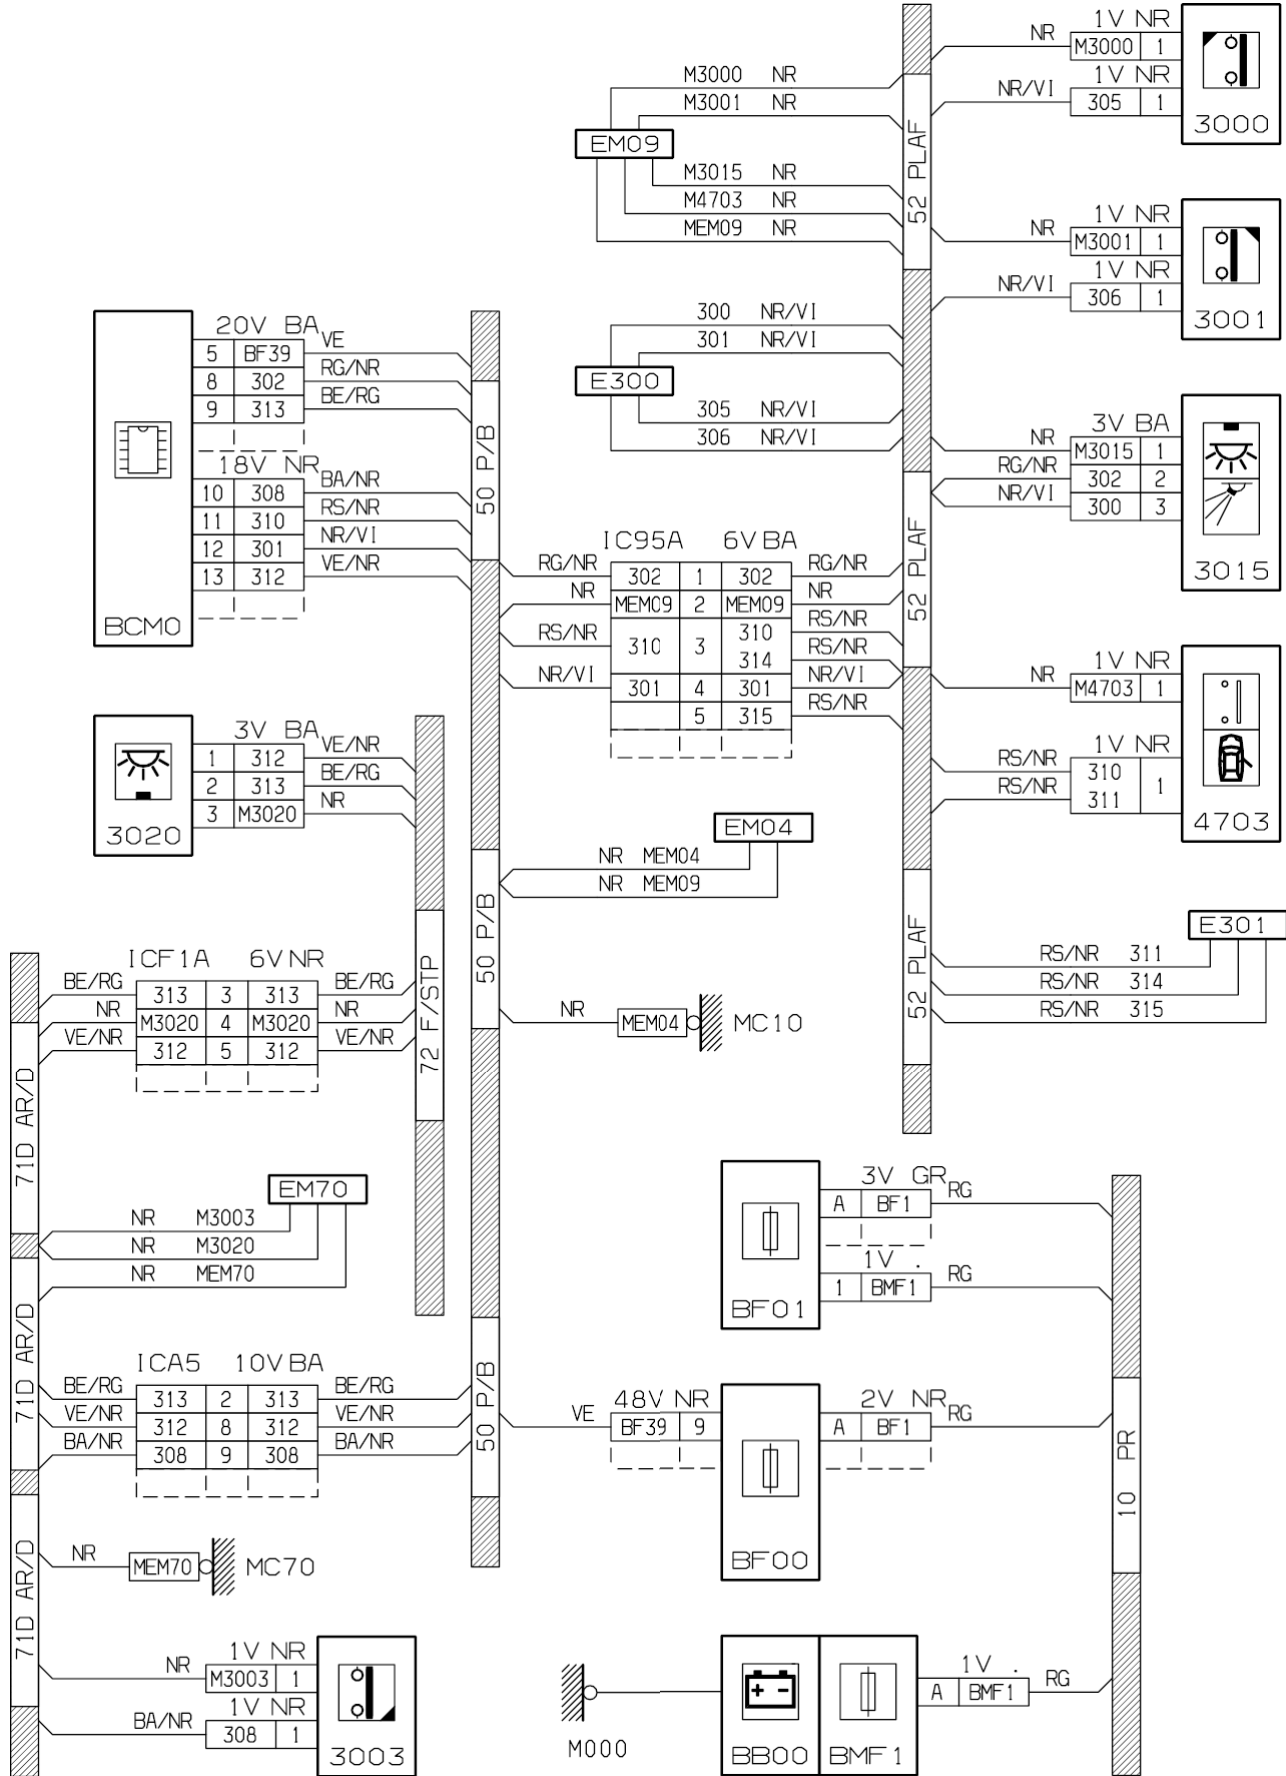 1V NR
NR M3000 1
1V NR
NR/VI 305 1
3000
M3000 NR
M3001 NR
EM09
M3015 NR
M4703 NR
MEM09 NR
52 PLAF
1V NR
NR M3001 1
1V NR
NR/VI 306 1
3001
300 NR/VI
301 NR/VI
E300
305 NR/VI
306 NR/VI
20V BA
5 BF39 VE
8 302 RG/NR
9 313 BE/RG
18V NR
10 308 BA/NR
11 310 RS/NR
12 301 NR/VI
13 312 VE/NR
BCM0
50 P/B
3V BA
NR M3015 1
RG/NR 302 2
NR/VI 300 3
3015
52 PLAF
IC95A 6V BA
RG/NR 302 1 302 RG/NR
NR MEM09 2 MEM09 NR
RS/NR 310 3 310 RS/NR
314 RS/NR
NR/VI 301 4 301 NR/VI
5 315 RS/NR
1V NR
NR M4703 1
1V NR
RS/NR 310 1
RS/NR 311
4703
3V BA
1 312 VE/NR
2 313 BE/RG
3 M3020 NR
3020
EM04
NR MEM04
NR MEM09
50 P/B
E301
RS/NR 311
RS/NR 314
RS/NR 315
52 PLAF
ICF1A 6V NR
BE/RG 313 3 313 BE/RG
NR M3020 4 M3020 NR
VE/NR 312 5 312 VE/NR
72 F/STP
71D AR/D
NR MEM04 MC10
EM70
NR M3003
NR M3020
NR MEM70
71D AR/D
3V GR
A BF1 RG
1V .
1 BMF1 RG
BF01
ICA5 10V BA
BE/RG 313 2 313 BE/RG
VE/NR 312 8 312 VE/NR
BA/NR 308 9 308 BA/NR
50 P/B
48V NR
VE BF39 9
2V NR
A BF1 RG
BF00
10 PR
NR MEM70 MC70
71D AR/D
1V NR
NR M3003 1
1V NR
BA/NR 308 1
3003
M000
BB00
BMF1
1V .
A BMF1 RG